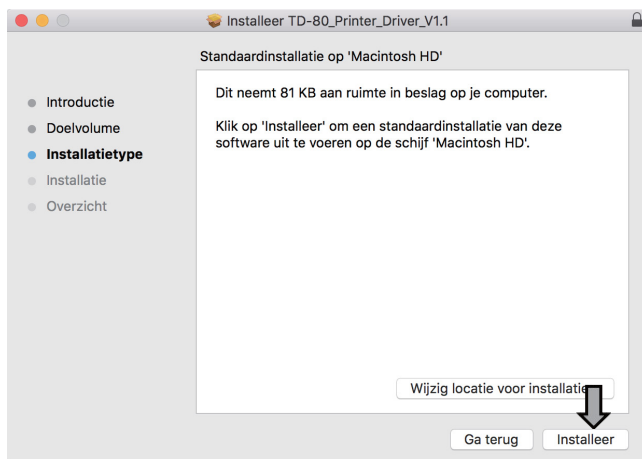 Installeer TD-80_Printer_Driver_V1.1
Standaardinstallatie op 'Macintosh HD'
Introductie
Doelvolume
Installatietype
Installatie
Overzicht
Dit neemt 81 KB aan ruimte in beslag op je computer.
Klik op 'Installeer' om een standaardinstallatie van deze
software uit te voeren op de schijf 'Macintosh HD'.
Wijzig locatie voor installatie
Ga terug
Installeer